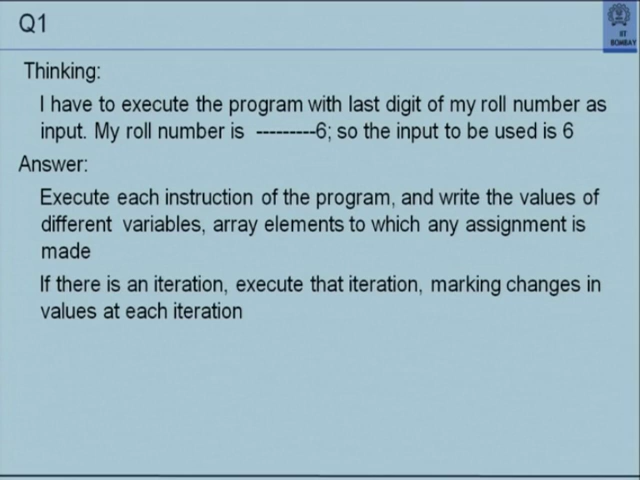 Q1
IIT
BOMBAY
Thinking:
I have to execute the program with last digit of my roll number as
input. My roll number is ---------6; so the input to be used is 6
Answer:
Execute each instruction of the program, and write the values of
different variables, array elements to which any assignment is
made
If there is an iteration, execute that iteration, marking changes in
values at each iteration